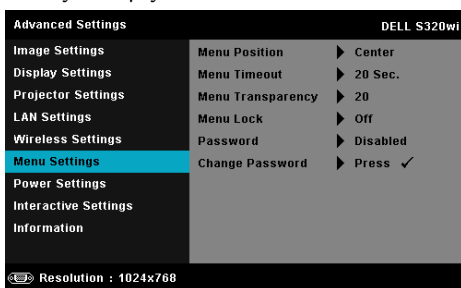 Advanced Settings DELL S320wi
Image Settings Menu Position Center
Display Settings Menu Timeout 20 Sec.
Projector Settings Menu Transparency 20
LAN Settings Menu Lock Off
Wireless Settings Password Disabled
Menu Settings Change Password Press ✓
Power Settings
Interactive Settings
Information
Resolution : 1024x768